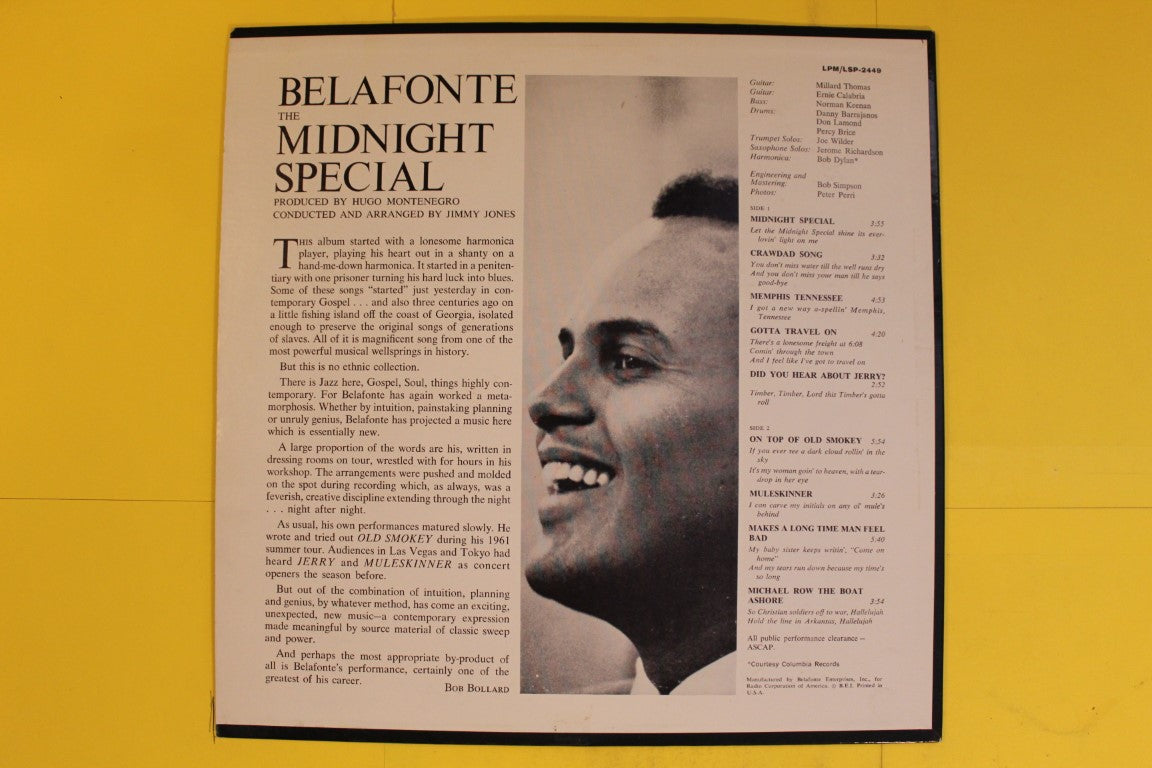 BELAFONTE
THE
MIDNIGHT
SPECIAL
PRODUCED BY HUGO MONTENEGRO
CONDUCTED AND ARRANGED BY JIMMY JONES
THIS album started with a lonesome harmonica
player, playing his heart out in a shanty on a
hand-me-down harmonica. It started in a peniten-
tiary with one prisoner turning his hard luck into blues.
Some of these songs "started" just yesterday in con-
temporary Gospel . . . and also three centuries ago on
a little fishing island off the coast of Georgia, isolated
enough to preserve the original songs of generations
of slaves. All of it is magnificent song from one of the
most powerful musical wellsprings in history.
But this is no ethnic collection.
There is Jazz here, Gospel, Soul, things highly con-
temporary. For Belafonte has again worked a meta-
morphosis. Whether by intuition, painstaking planning
or unruly genius, Belafonte has projected a music here
which is essentially new.
A large proportion of the words are his, written in
dressing rooms on tour, wrestled with for hours in his
workshop. The arrangements were pushed and molded
on the spot during recording which, as always, was a
feverish, creative discipline extending through the night
. . . night after night.
As usual, his own performances matured slowly. He
wrote and tried out OLD SMOKEY during his 1961
summer tour. Audiences in Las Vegas and Tokyo had
heard JERRY and MULESKINNER as concert
openers the season before.
But out of the combination of intuition, planning
and genius, by whatever method, has come an exciting,
unexpected, new music—a contemporary expression
made meaningful by source material of classic sweep
and power.
And perhaps the most appropriate by-product of
all is Belafonte's performance, certainly one of the
greatest of his career.
BOB BOLLARD
LPM/LSP-2449
Guitar: Millard Thomas
Guitar: Ernie Calabria
Bass: Norman Keenan
Drums: Danny Barrajanos
Don Lamond
Percy Brice
Trumpet Solos: Joe Wilder
Saxophone Solos: Jerome Richardson
Harmonica: Bob Dylan*
Engineering and
Mastering: Bob Simpson
Photos: Peter Perri
SIDE 1
MIDNIGHT SPECIAL 3:55
Let the Midnight Special shine its ever-
lovin' light on me
CRAWDAD SONG 3:32
You don't miss water till the well runs dry
And you don't miss your man till he says
good-bye
MEMPHIS TENNESSEE 4:53
I got a new way a-spellin' Memphis,
Tennessee
GOTTA TRAVEL ON 4:20
There's a lonesome freight at 6:08
Comin' through the town
And I feel like I've got to travel on
DID YOU HEAR ABOUT JERRY?
2:52
Timber, Timber, Lord this Timber's gotta
roll
SIDE 2
ON TOP OF OLD SMOKEY 5:54
If you ever see a dark cloud rollin' in the
sky
It's my woman goin' to heaven, with a tear-
drop in her eye
MULESKINNER 3:26
I can carve my initials on any ol' mule's
behind
MAKES A LONG TIME MAN FEEL
BAD 5:40
My baby sister keeps writin', "Come on
home"
And my tears run down because my time's
so long
MICHAEL ROW THE BOAT
ASHORE 3:54
So Christian soldiers off to war, Hallelujah
Hold the line in Arkansas, Hallelujah
All public performance clearance —
ASCAP.
*Courtesy Columbia Records
Manufactured by Belafonte Enterprises, Inc., for
Radio Corporation of America. © B.E.I. Printed in
U.S.A.